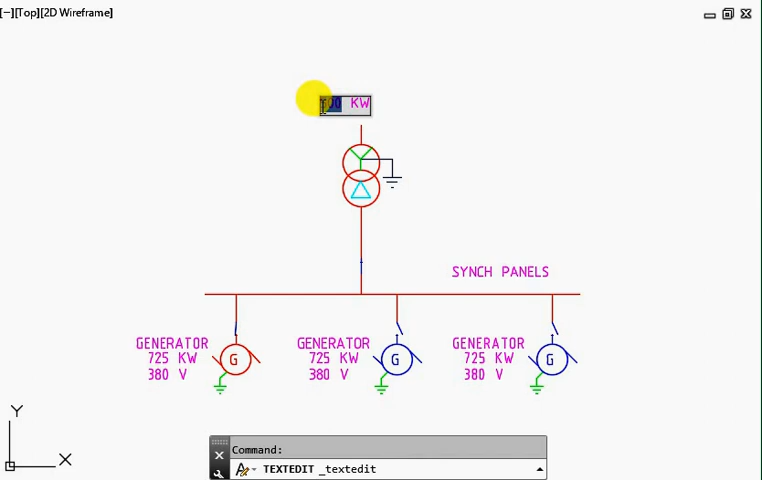 [−][Top][2D Wireframe]
KW
SYNCH PANELS
GENERATOR
725 KW
380 V
G
GENERATOR
725 KW
380 V
G
GENERATOR
725 KW
380 V
G
Y
X
Command:
TEXTEDIT _textedit